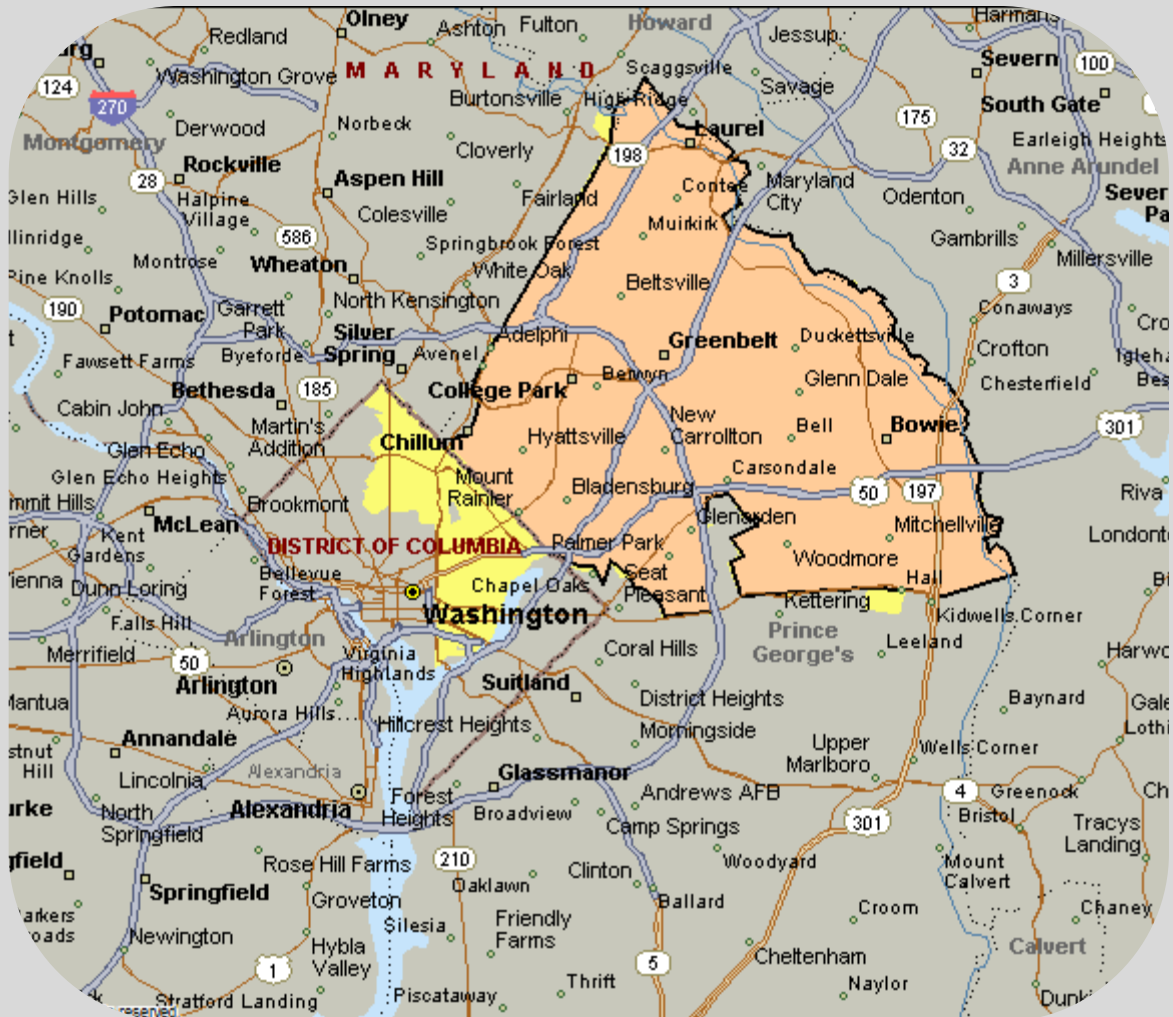 Olney
Ashton
Fulton
Howard
Harmans
Redland
Jessup
Washington Grove
MARYLAND
Scaggsville
Severn
100
124
270
Burtonsville
High Ridge
Savage
South Gate
Derwood
Norbeck
Laurel
175
Earleigh Heights
Montgomery
Rockville
Cloverly
198
32
Anne Arundel
28
Aspen Hill
Fairland
Contee
Maryland
City
Odenton
Glen Hills
Halpine
Village
Colesville
Muirkirk
Gambrills
586
Springbrook Forest
Millersville
Montrose
Wheaton
White Oak
Beltsville
3
Pine Knolls
North Kensington
Conaways
190
Potomac
Garrett
Park
Silver
Spring
Adelphi
Greenbelt
Duckettsville
Crofton
Fawsett Farms
Byeforde
Avenel
Berwyn
Glenn Dale
Chesterfield
Bethesda
185
College Park
New
Carrollton
Bell
Bowie
301
Cabin John
Martin's
Addition
Chillum
Hyattsville
Glen Echo
Glen Echo Heights
Mount
Rainier
Carsondale
Bladensburg
50
197
Riva
Brookmont
Glenarden
Mitchellville
McLean
Kent
Gardens
DISTRICT OF COLUMBIA
Palmer Park
Woodmore
Bellevue
Forest
Chapel Oaks
Seat
Pleasant
Hall
Dunn Loring
Washington
Kettering
Kidwells Corner
Falls Hill
Arlington
Prince
George's
Leeland
Merrifield
50
Virginia
Highlands
Coral Hills
Arlington
Suitland
District Heights
Baynard
Aurora Hills...
Hillcrest Heights
Morningside
Annandale
Upper
Marlboro
Wells Corner
Hill
Lincolnia
Alexandria
Glassmanor
Andrews AFB
4
Greenock
North
Springfield
Alexandria
Forest
Heights
Broadview
Camp Springs
301
Bristol
Tracys
Landing
Rose Hill Farms
210
Woodyard
Mount
Calvert
Springfield
Oaklawn
Clinton
Ballard
Groveton
Silesia
Friendly
Farms
Croom
Chaney
Newington
Hybla
Valley
Cheltenham
Calvert
1
5
Stratford Landing
Piscataway
Thrift
Naylor
reserved